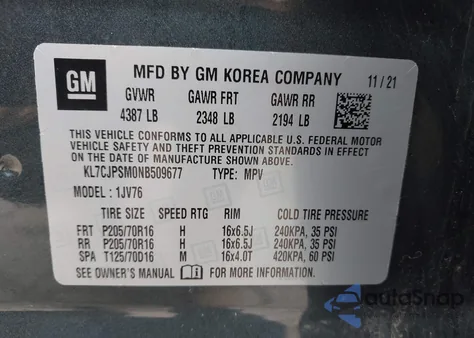 GM
MFD BY GM KOREA COMPANY 11/21
GVWR GAWR FRT GAWR RR
4387 LB 2348 LB 2194 LB
THIS VEHICLE CONFORMS TO ALL APPLICABLE U.S. FEDERAL MOTOR
VEHICLE SAFETY, BUMPER, AND THEFT PREVENTION STANDARDS IN
EFFECT ON THE DATE OF MANUFACTURE SHOWN ABOVE.
KL7CJPSM0NB509677 TYPE: MPV
MODEL: 1JV76
TIRE SIZE SPEED RTG RIM COLD TIRE PRESSURE
FRT P205/70R16 H 16x6.5J 240KPA, 35 PSI
RR P205/70R16 H 16x6.5J 240KPA, 35 PSI
SPA T125/70D16 M 16x4.0T 420KPA, 60 PSI
SEE OWNER'S MANUAL FOR MORE INFORMATION.
autoSnap